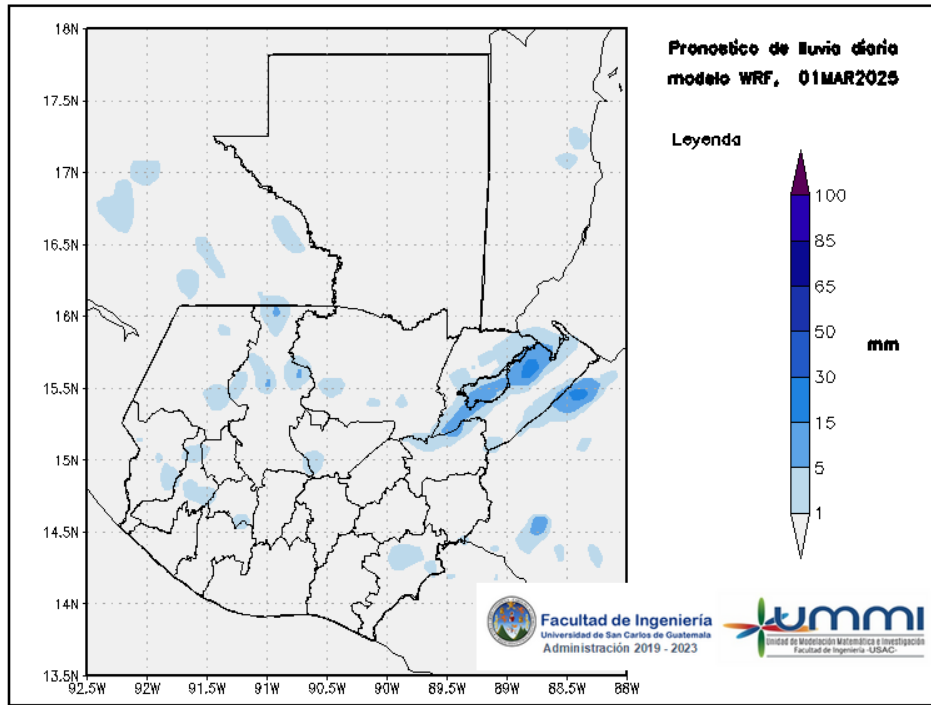 Pronostico de lluvia diaria
modelo WRF, 01MAR2025
Leyenda
100
85
65
50
30
15
5
1
mm
18N
17.5N
17N
16.5N
16N
15.5N
15N
14.5N
14N
13.5N
92.5W
92W
91.5W
91W
90.5W
90W
89.5W
89W
88.5W
88W
Facultad de Ingeniería
Universidad de San Carlos de Guatemala
Administración 2019 - 2023
ummi
Unidad de Modelación Matemática e Investigación
Facultad de Ingeniería -USAC-